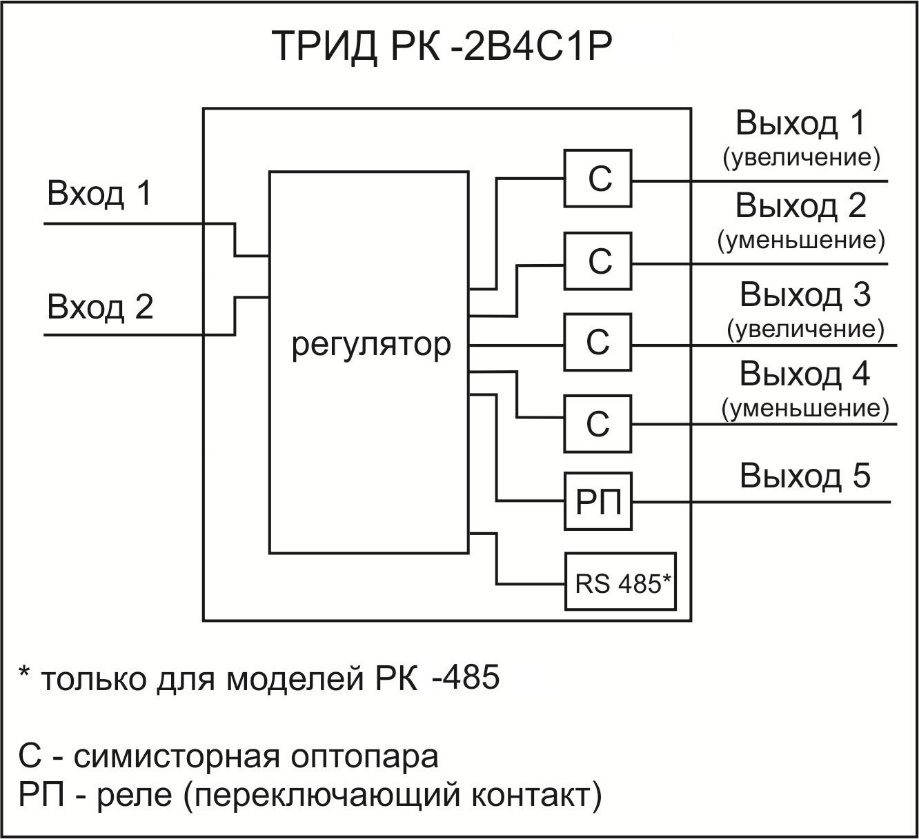 ТРИД РК -2В4С1Р
Вход 1
Вход 2
регулятор
С
С
С
С
РП
RS 485*
Выход 1
(увеличение)
Выход 2
(уменьшение)
Выход 3
(увеличение)
Выход 4
(уменьшение)
Выход 5
* только для моделей РК -485
С - симисторная оптопара
РП - реле (переключающий контакт)